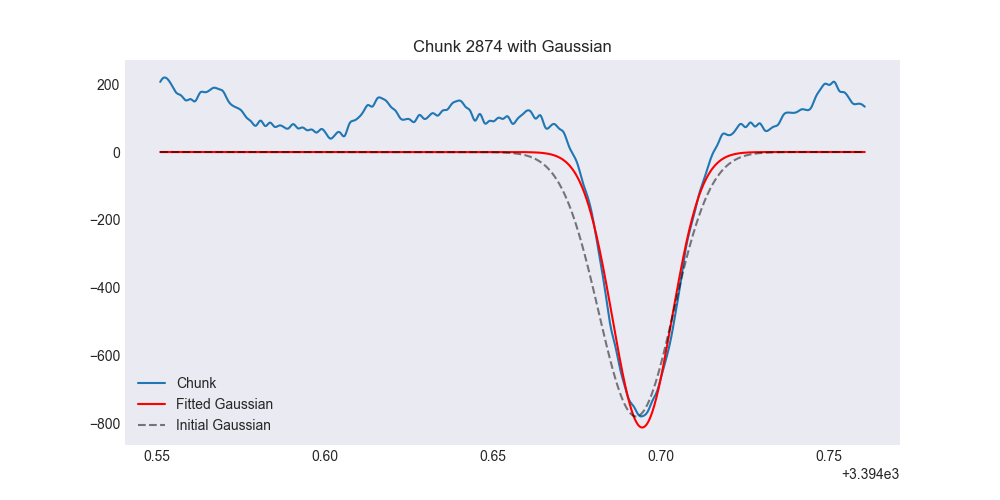 Chunk 2874 with Gaussian
200
0
−200
−400
−600
−800
Chunk
Fitted Gaussian
Initial Gaussian
0.55 0.60 0.65 0.70 0.75
+3.394e3